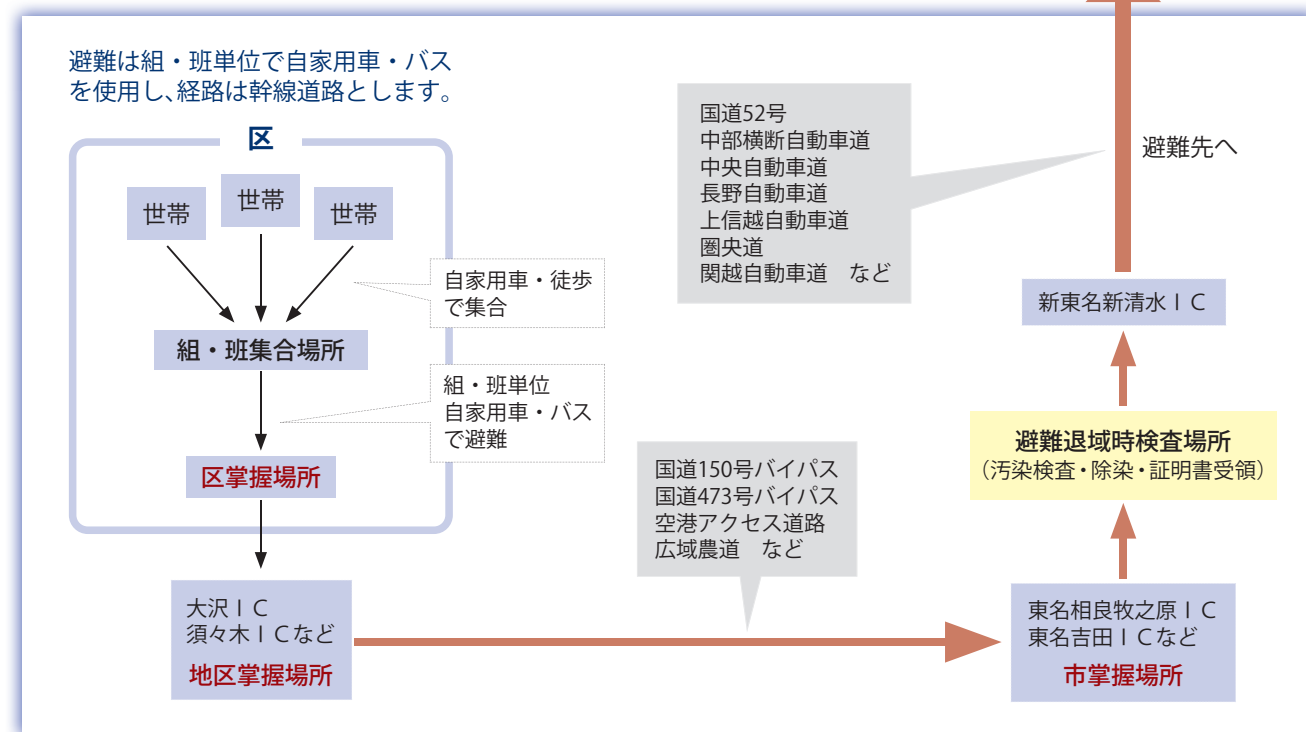 避難は組・班単位で自家用車・バス
を使用し、経路は幹線道路とします。
区
世帯
世帯
世帯
自家用車・徒歩
で集合
組・班集合場所
組・班単位
自家用車・バス
で避難
区掌握場所
大沢ＩＣ
須々木ＩＣなど
地区掌握場所
国道150号バイパス
国道473号バイパス
空港アクセス道路
広域農道　など
東名相良牧之原ＩＣ
東名吉田ＩＣなど
市掌握場所
避難退域時検査場所
（汚染検査・除染・証明書受領）
新東名新清水ＩＣ
国道52号
中部横断自動車道
中央自動車道
長野自動車道
上信越自動車道
圏央道
関越自動車道　など
避難先へ